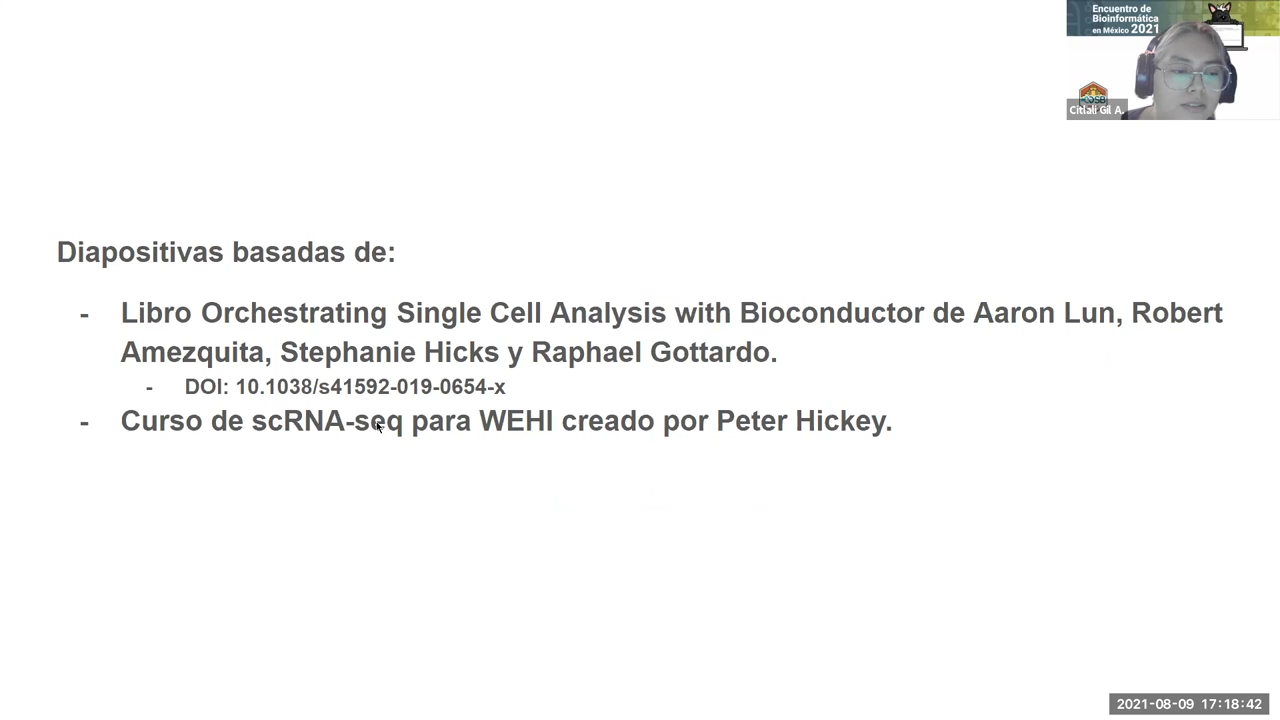 Encuentro de
Bioinformática
en México 2021
Citlali Gil A.
Diapositivas basadas de:
- Libro Orchestrating Single Cell Analysis with Bioconductor de Aaron Lun, Robert
Amezquita, Stephanie Hicks y Raphael Gottardo.
- DOI: 10.1038/s41592-019-0654-x
- Curso de scRNA-seq para WEHI creado por Peter Hickey.
2021-08-09 17:18:42